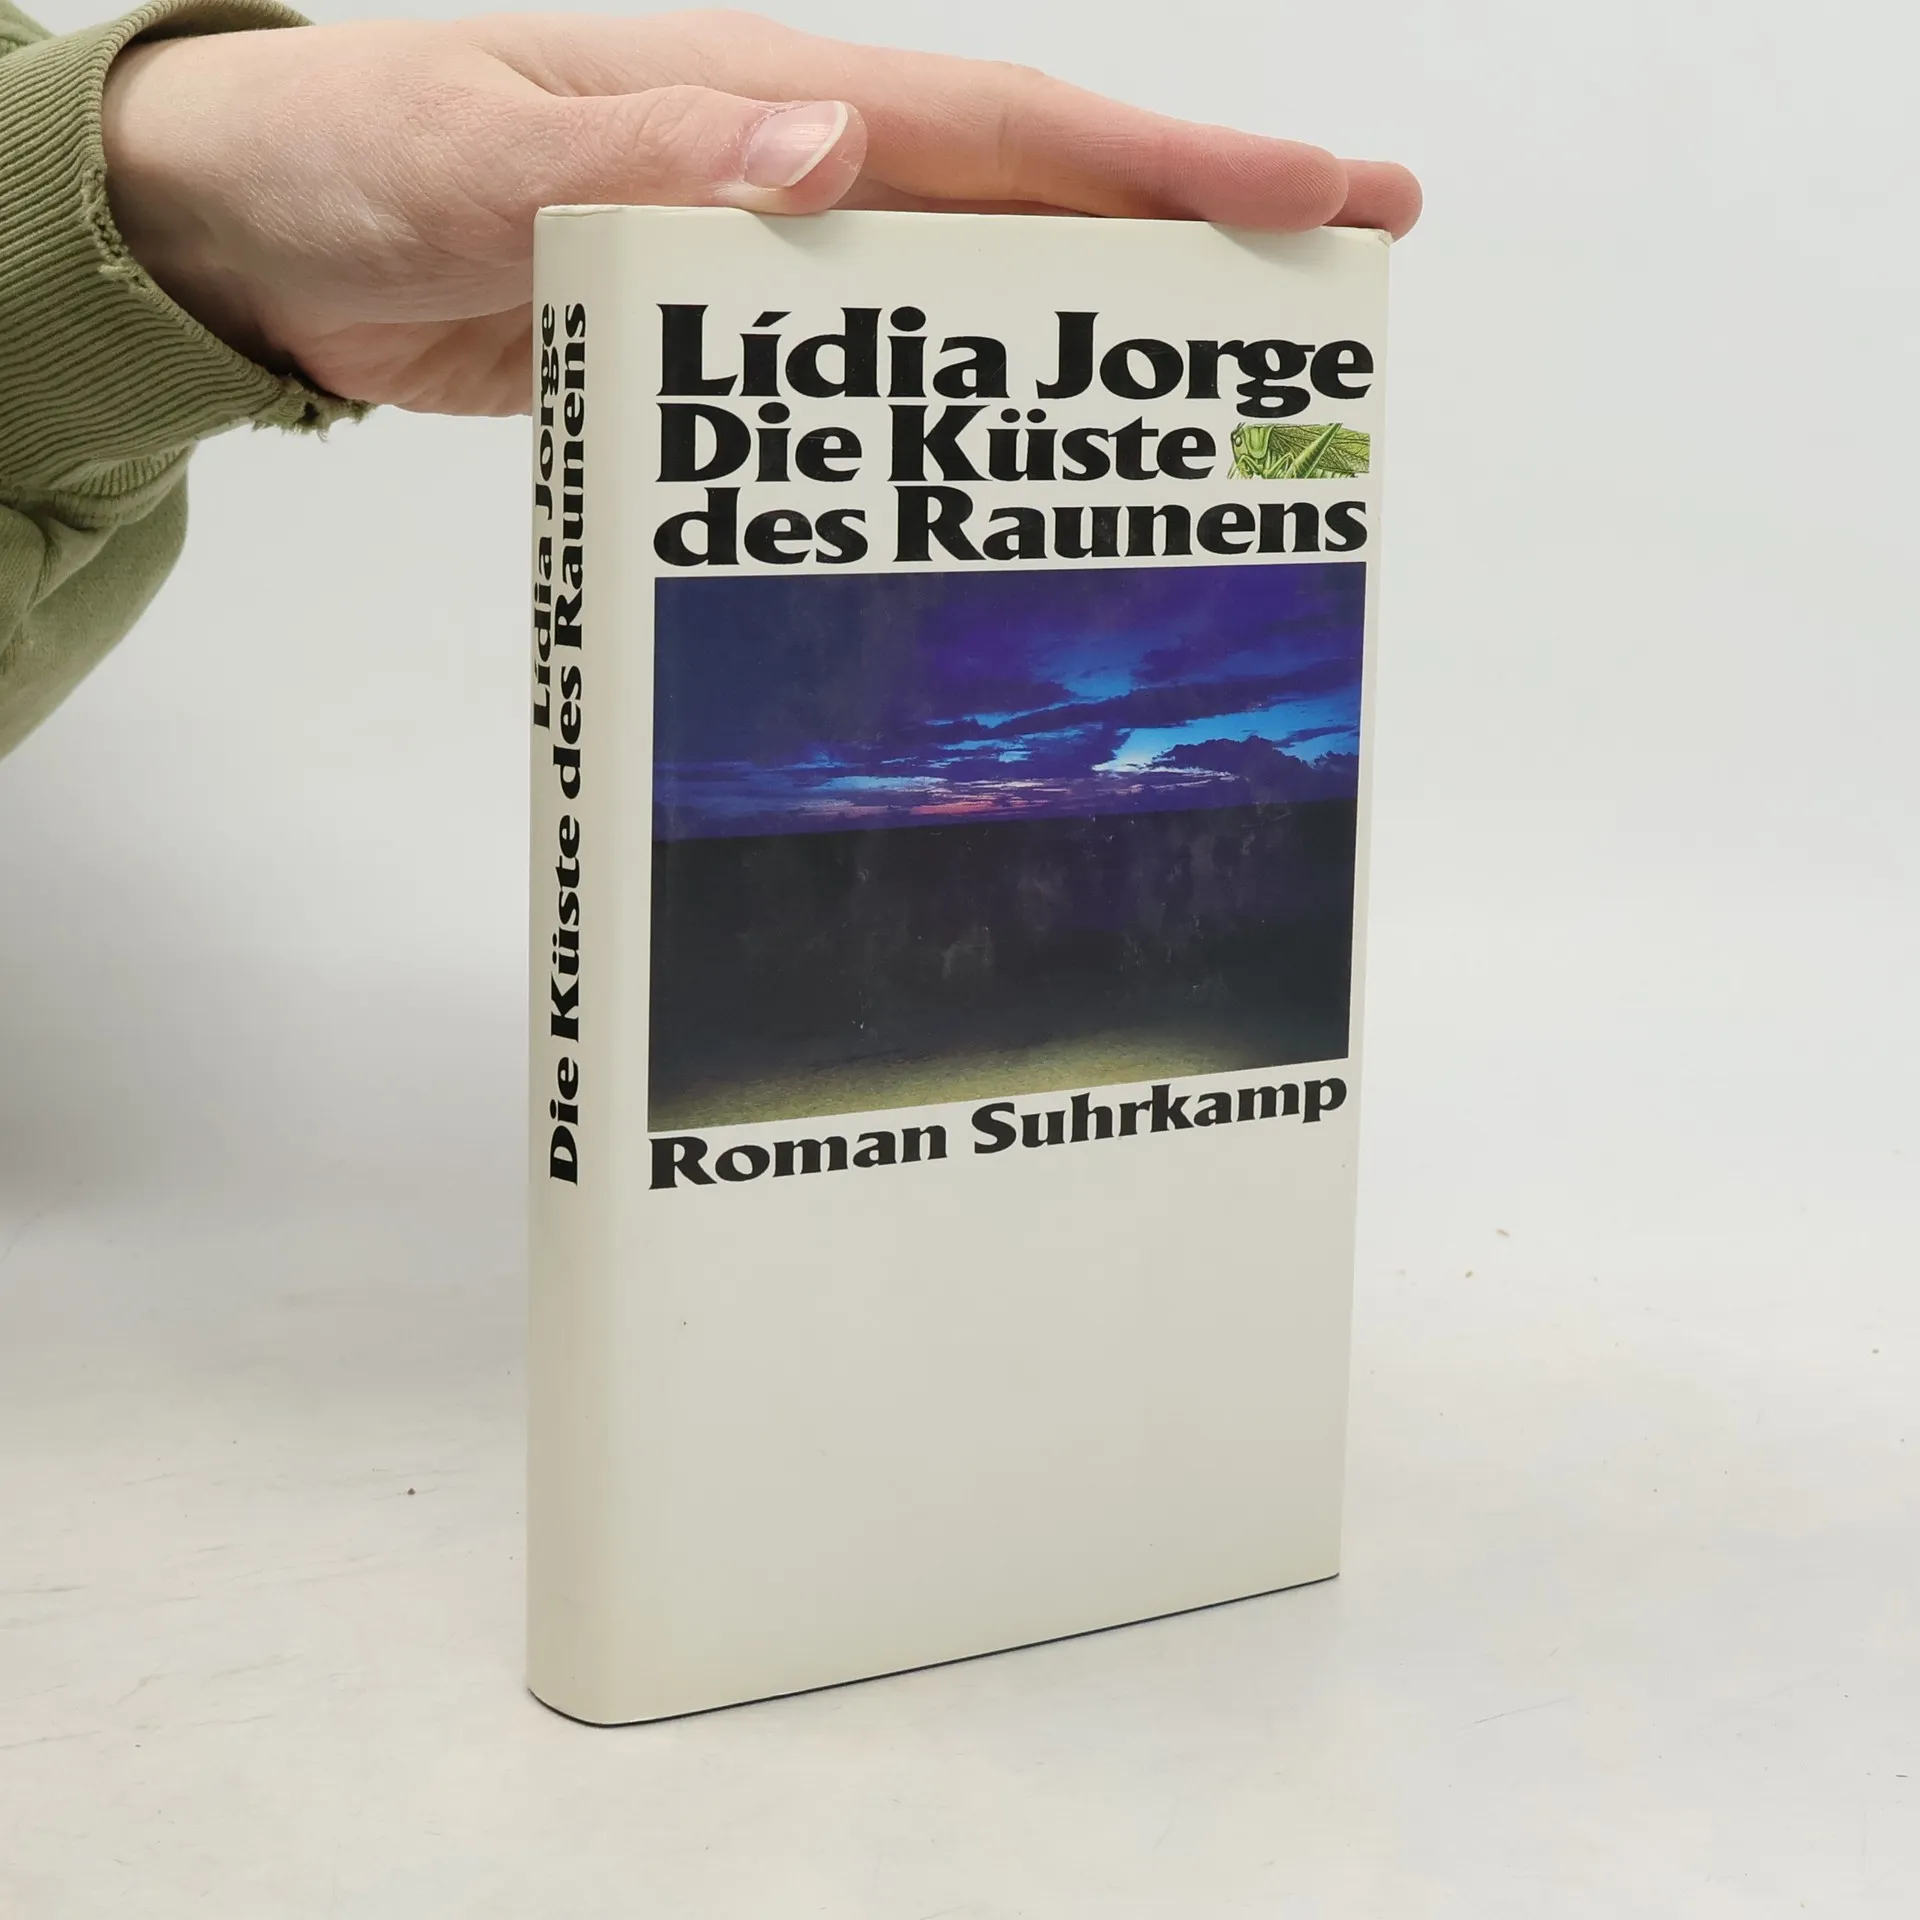 Lídia Jorge
Die Küste des Raunens
Lídia Jorge
Die Küste
des Raunens
Roman Suhrkamp